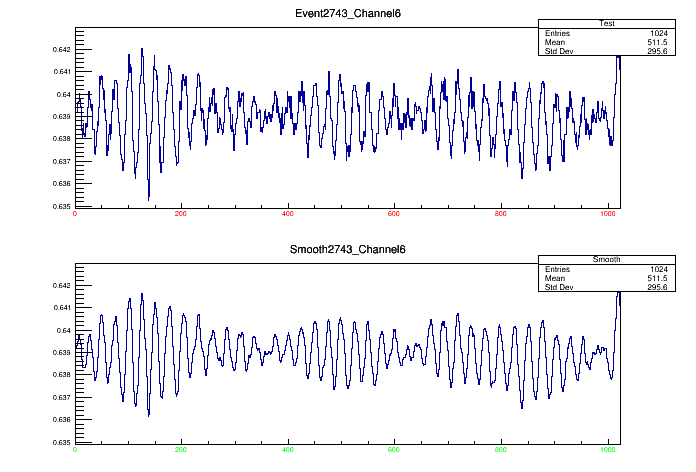 Event2743_Channel6
Test
Entries 1024
Mean 511.5
Std Dev 295.6
0.642
0.641
0.64
0.639
0.638
0.637
0.636
0.635
0 200 400 600 800 1000
Smooth2743_Channel6
Smooth
Entries 1024
Mean 511.5
Std Dev 295.6
0.642
0.641
0.64
0.639
0.638
0.637
0.636
0.635
0 200 400 600 800 1000